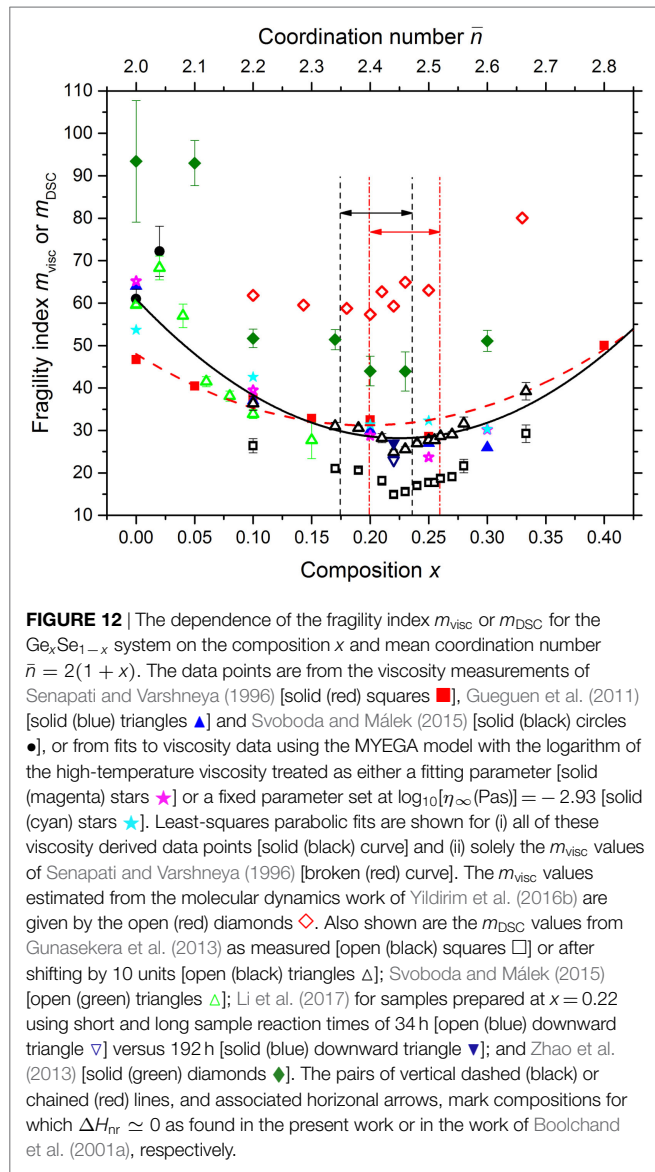 Coordination number n̄
2.0 2.1 2.2 2.3 2.4 2.5 2.6 2.7 2.8
Fragility index m_visc or m_DSC
110
100
90
80
70
60
50
40
30
20
10
0
0.00 0.05 0.10 0.15 0.20 0.25 0.30 0.35 0.40
Composition x
FIGURE 12 | The dependence of the fragility index m_visc or m_DSC for the
Ge_xSe_{1−x} system on the composition x and mean coordination number
n̄ = 2(1 + x). The data points are from the viscosity measurements of
Senapati and Varshneya (1996) [solid (red) squares ■], Gueguen et al. (2011)
[solid (blue) triangles ▲] and Svoboda and Málek (2015) [solid (black) circles
●], or from fits to viscosity data using the MYEGA model with the logarithm of
the high-temperature viscosity treated as either a fitting parameter [solid
(magenta) stars ★] or a fixed parameter set at log₁₀[η_∞(Pas)] = − 2.93 [solid
(cyan) stars ★]. Least-squares parabolic fits are shown for (i) all of these
viscosity derived data points [solid (black) curve] and (ii) solely the m_visc values
of Senapati and Varshneya (1996) [broken (red) curve]. The m_visc values
estimated from the molecular dynamics work of Yildirim et al. (2016b) are
given by the open (red) diamonds ◇. Also shown are the m_DSC values from
Gunasekera et al. (2013) as measured [open (black) squares □] or after
shifting by 10 units [open (black) triangles △]; Svoboda and Málek (2015)
[open (green) triangles △]; Li et al. (2017) for samples prepared at x = 0.22
using short and long sample reaction times of 34 h [open (blue) downward
triangle ▽] versus 192 h [solid (blue) downward triangle ▼]; and Zhao et al.
(2013) [solid (green) diamonds ◆]. The pairs of vertical dashed (black) or
chained (red) lines, and associated horizonal arrows, mark compositions for
which ΔH_nr ≃ 0 as found in the present work or in the work of Boolchand
et al. (2001a), respectively.